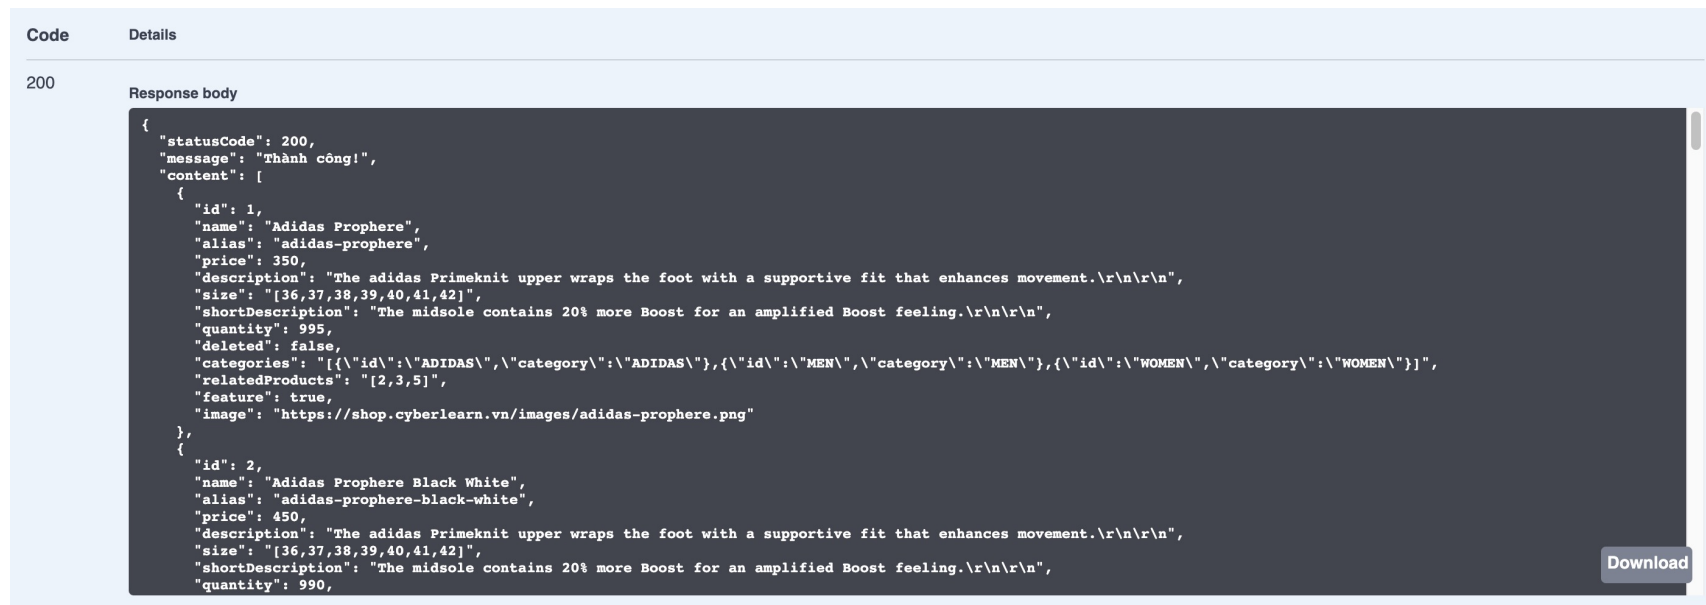 Code Details
200
Response body
{
"statusCode": 200,
"message": "Thành công!",
"content": [
{
"id": 1,
"name": "Adidas Prophere",
"alias": "adidas-prophere",
"price": 350,
"description": "The adidas Primeknit upper wraps the foot with a supportive fit that enhances movement.\r\n\r\n",
"size": "[36,37,38,39,40,41,42]",
"shortDescription": "The midsole contains 20% more Boost for an amplified Boost feeling.\r\n\r\n",
"quantity": 995,
"deleted": false,
"categories": "[{\"id\":\"ADIDAS\",\"category\":\"ADIDAS\"},{\"id\":\"MEN\",\"category\":\"MEN\"},{\"id\":\"WOMEN\",\"category\":\"WOMEN\"}]",
"relatedProducts": "[2,3,5]",
"feature": true,
"image": "https://shop.cyberlearn.vn/images/adidas-prophere.png"
},
{
"id": 2,
"name": "Adidas Prophere Black White",
"alias": "adidas-prophere-black-white",
"price": 450,
"description": "The adidas Primeknit upper wraps the foot with a supportive fit that enhances movement.\r\n\r\n",
"size": "[36,37,38,39,40,41,42]",
"shortDescription": "The midsole contains 20% more Boost for an amplified Boost feeling.\r\n\r\n",
"quantity": 990,
Download